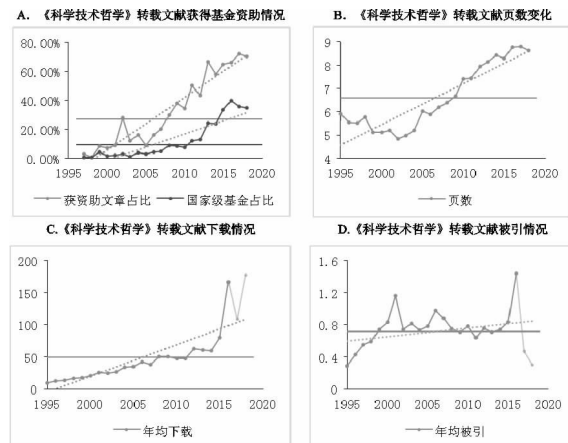 A. 《科学技术哲学》转载文献获得基金资助情况
80.00%
60.00%
40.00%
20.00%
0.00%
1995 2000 2005 2010 2015 2020
获资助文章占比 国家级基金占比
B. 《科学技术哲学》转载文献页数变化
9
8
7
6
5
4
1995 2000 2005 2010 2015 2020
页数
C.《科学技术哲学》转载文献下载情况
200
150
100
50
0
1995 2000 2005 2010 2015 2020
年均下载
D.《科学技术哲学》转载文献被引情况
1.6
1.2
0.8
0.4
0
1995 2000 2005 2010 2015 2020
年均被引